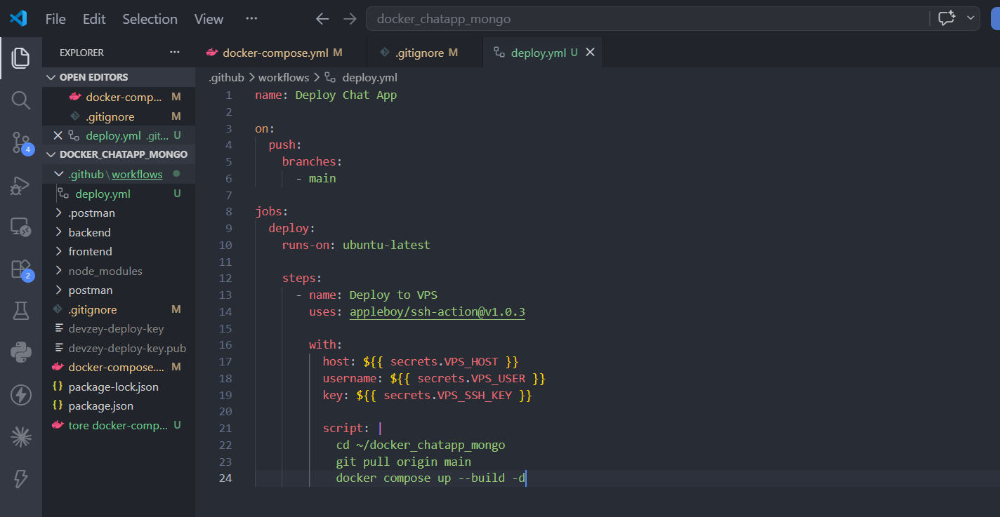 File Edit Selection View ··· docker_chatapp_mongo
EXPLORER ···
docker-compose.yml M
.gitignore M
deploy.yml U
OPEN EDITORS
docker-comp... M
.gitignore M
deploy.yml .git... U
DOCKER_CHATAPP_MONGO
.github\workflows
deploy.yml U
.postman
backend
frontend
node_modules
postman
.gitignore M
devzey-deploy-key
devzey-deploy-key.pub
docker-compose.... M
{} package-lock.json
{} package.json
tore docker-comp... U
4
2
.github > workflows > deploy.yml
1 name: Deploy Chat App
2
3 on:
4   push:
5     branches:
6       - main
7
8 jobs:
9   deploy:
10     runs-on: ubuntu-latest
11
12     steps:
13       - name: Deploy to VPS
14         uses: appleboy/ssh-action@v1.0.3
15
16         with:
17           host: ${{ secrets.VPS_HOST }}
18           username: ${{ secrets.VPS_USER }}
19           key: ${{ secrets.VPS_SSH_KEY }}
20
21           script: |
22             cd ~/docker_chatapp_mongo
23             git pull origin main
24             docker compose up --build -d